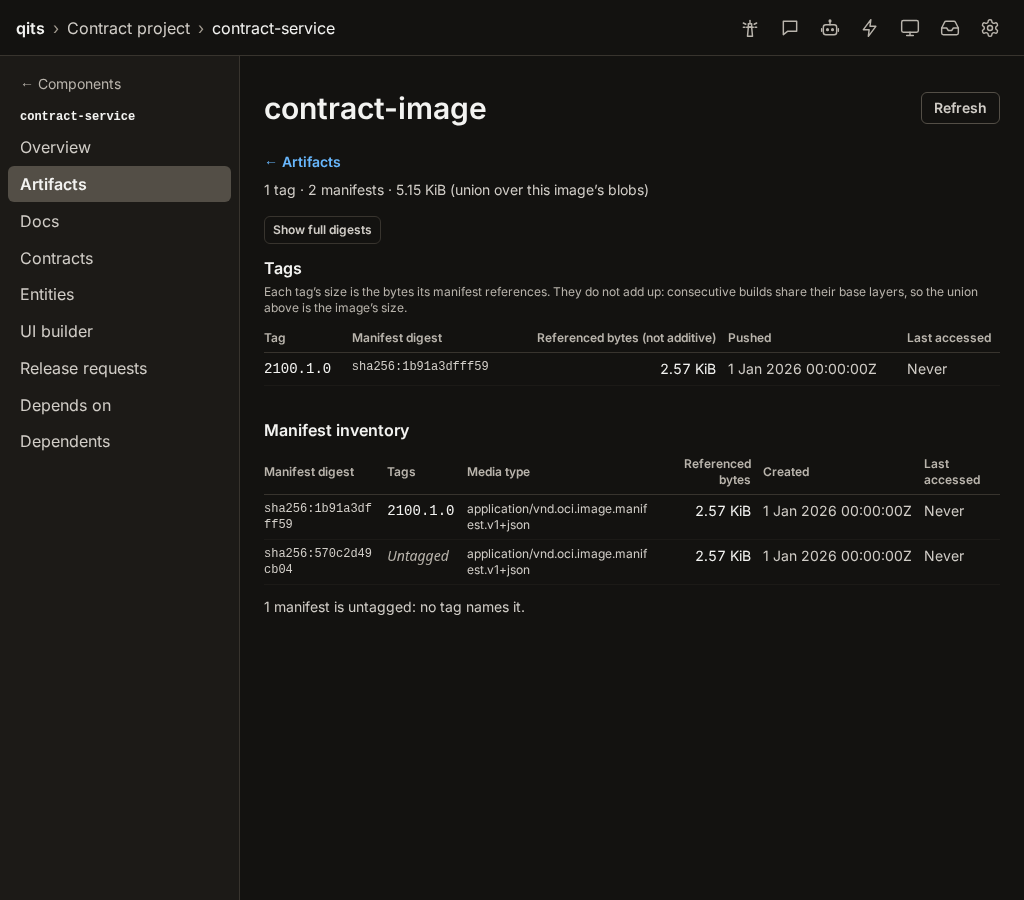 qits › Contract project › contract-service
← Components
contract-service
Overview
Artifacts
Docs
Contracts
Entities
UI builder
Release requests
Depends on
Dependents
contract-image
Refresh
← Artifacts
1 tag · 2 manifests · 5.15 KiB (union over this image’s blobs)
Show full digests
Tags
Each tag’s size is the bytes its manifest references. They do not add up: consecutive builds share their base layers, so the union
above is the image’s size.
Tag Manifest digest Referenced bytes (not additive) Pushed Last accessed
2100.1.0 sha256:1b91a3dfff59 2.57 KiB 1 Jan 2026 00:00:00Z Never
Manifest inventory
Manifest digest Tags Media type Referenced bytes Created Last accessed
sha256:1b91a3df 2100.1.0 application/vnd.oci.image.manif 2.57 KiB 1 Jan 2026 00:00:00Z Never
ff59 est.v1+json
sha256:570c2d49 Untagged application/vnd.oci.image.manif 2.57 KiB 1 Jan 2026 00:00:00Z Never
cb04 est.v1+json
1 manifest is untagged: no tag names it.